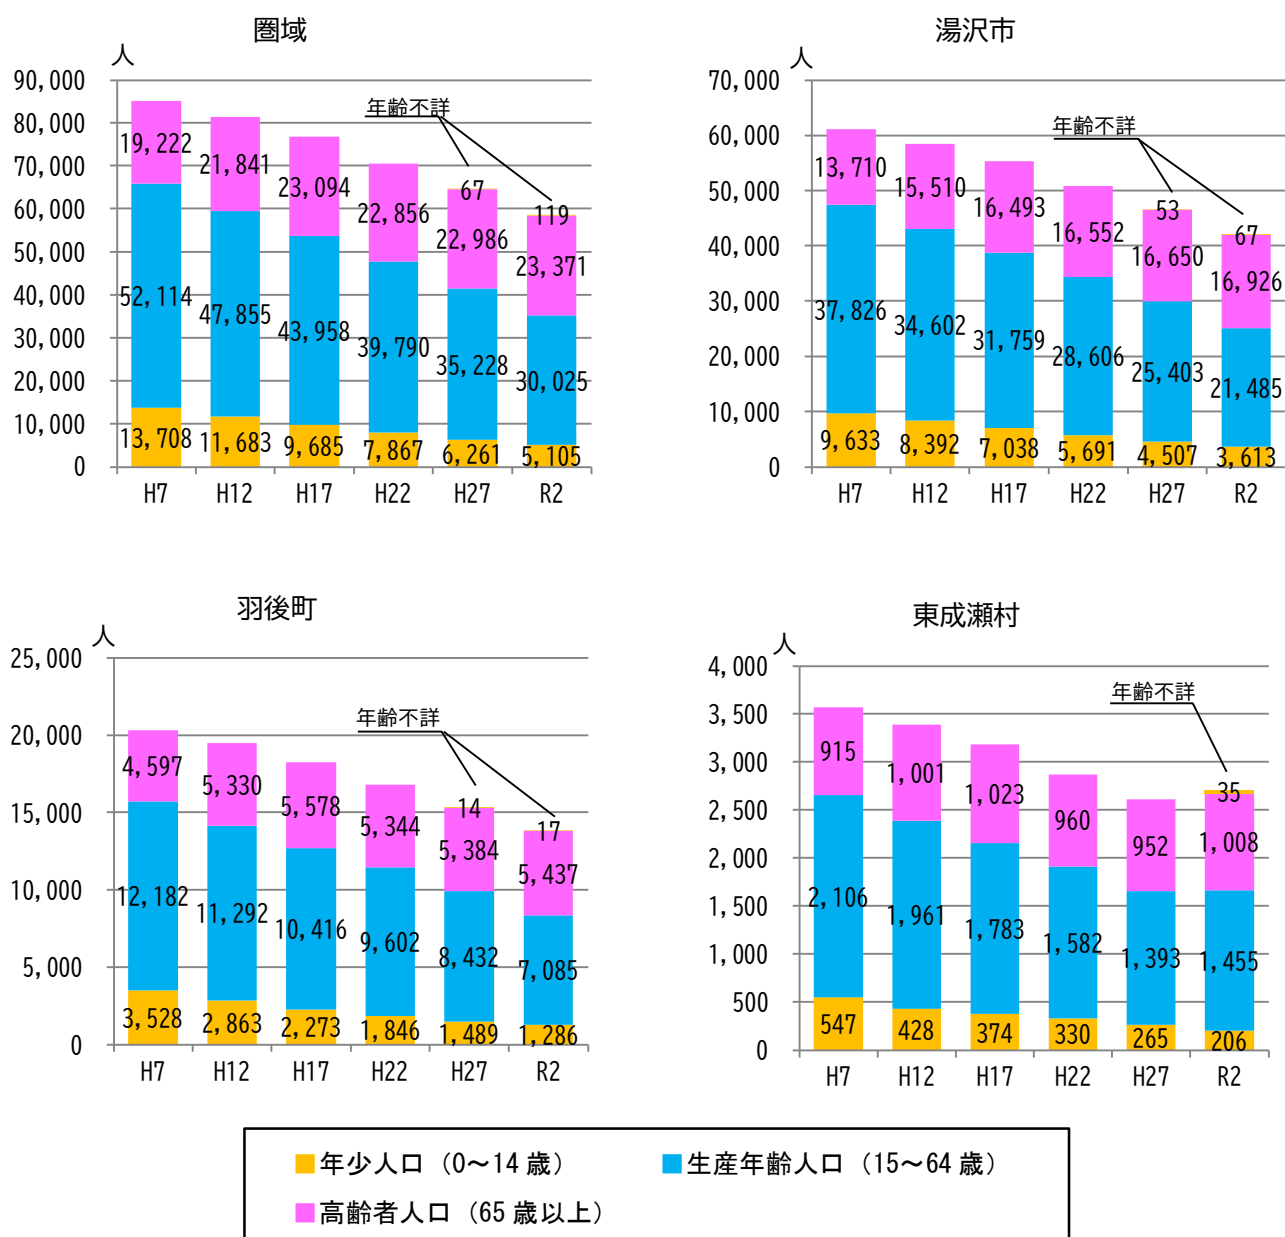 圏域
人
90,000
80,000
70,000
60,000
50,000
40,000
30,000
20,000
10,000
0
年齢不詳
19,222 21,841 23,094 22,856 67 22,986 119 23,371
52,114 47,855 43,958 39,790 35,228 30,025
13,708 11,683 9,685 7,867 6,261 5,105
H7 H12 H17 H22 H27 R2
湯沢市
人
70,000
60,000
50,000
40,000
30,000
20,000
10,000
0
年齢不詳
13,710 15,510 16,493 16,552 53 16,650 67 16,926
37,826 34,602 31,759 28,606 25,403 21,485
9,633 8,392 7,038 5,691 4,507 3,613
H7 H12 H17 H22 H27 R2
羽後町
人
25,000
20,000
15,000
10,000
5,000
0
年齢不詳
4,597 5,330 5,578 5,344 14 5,384 17 5,437
12,182 11,292 10,416 9,602 8,432 7,085
3,528 2,863 2,273 1,846 1,489 1,286
H7 H12 H17 H22 H27 R2
東成瀬村
人
4,000
3,500
3,000
2,500
2,000
1,500
1,000
500
0
年齢不詳
915 1,001 1,023 960 952 35 1,008
2,106 1,961 1,783 1,582 1,393 1,455
547 428 374 330 265 206
H7 H12 H17 H22 H27 R2
年少人口（0～14 歳） 生産年齢人口（15～64 歳）
高齢者人口（65 歳以上）